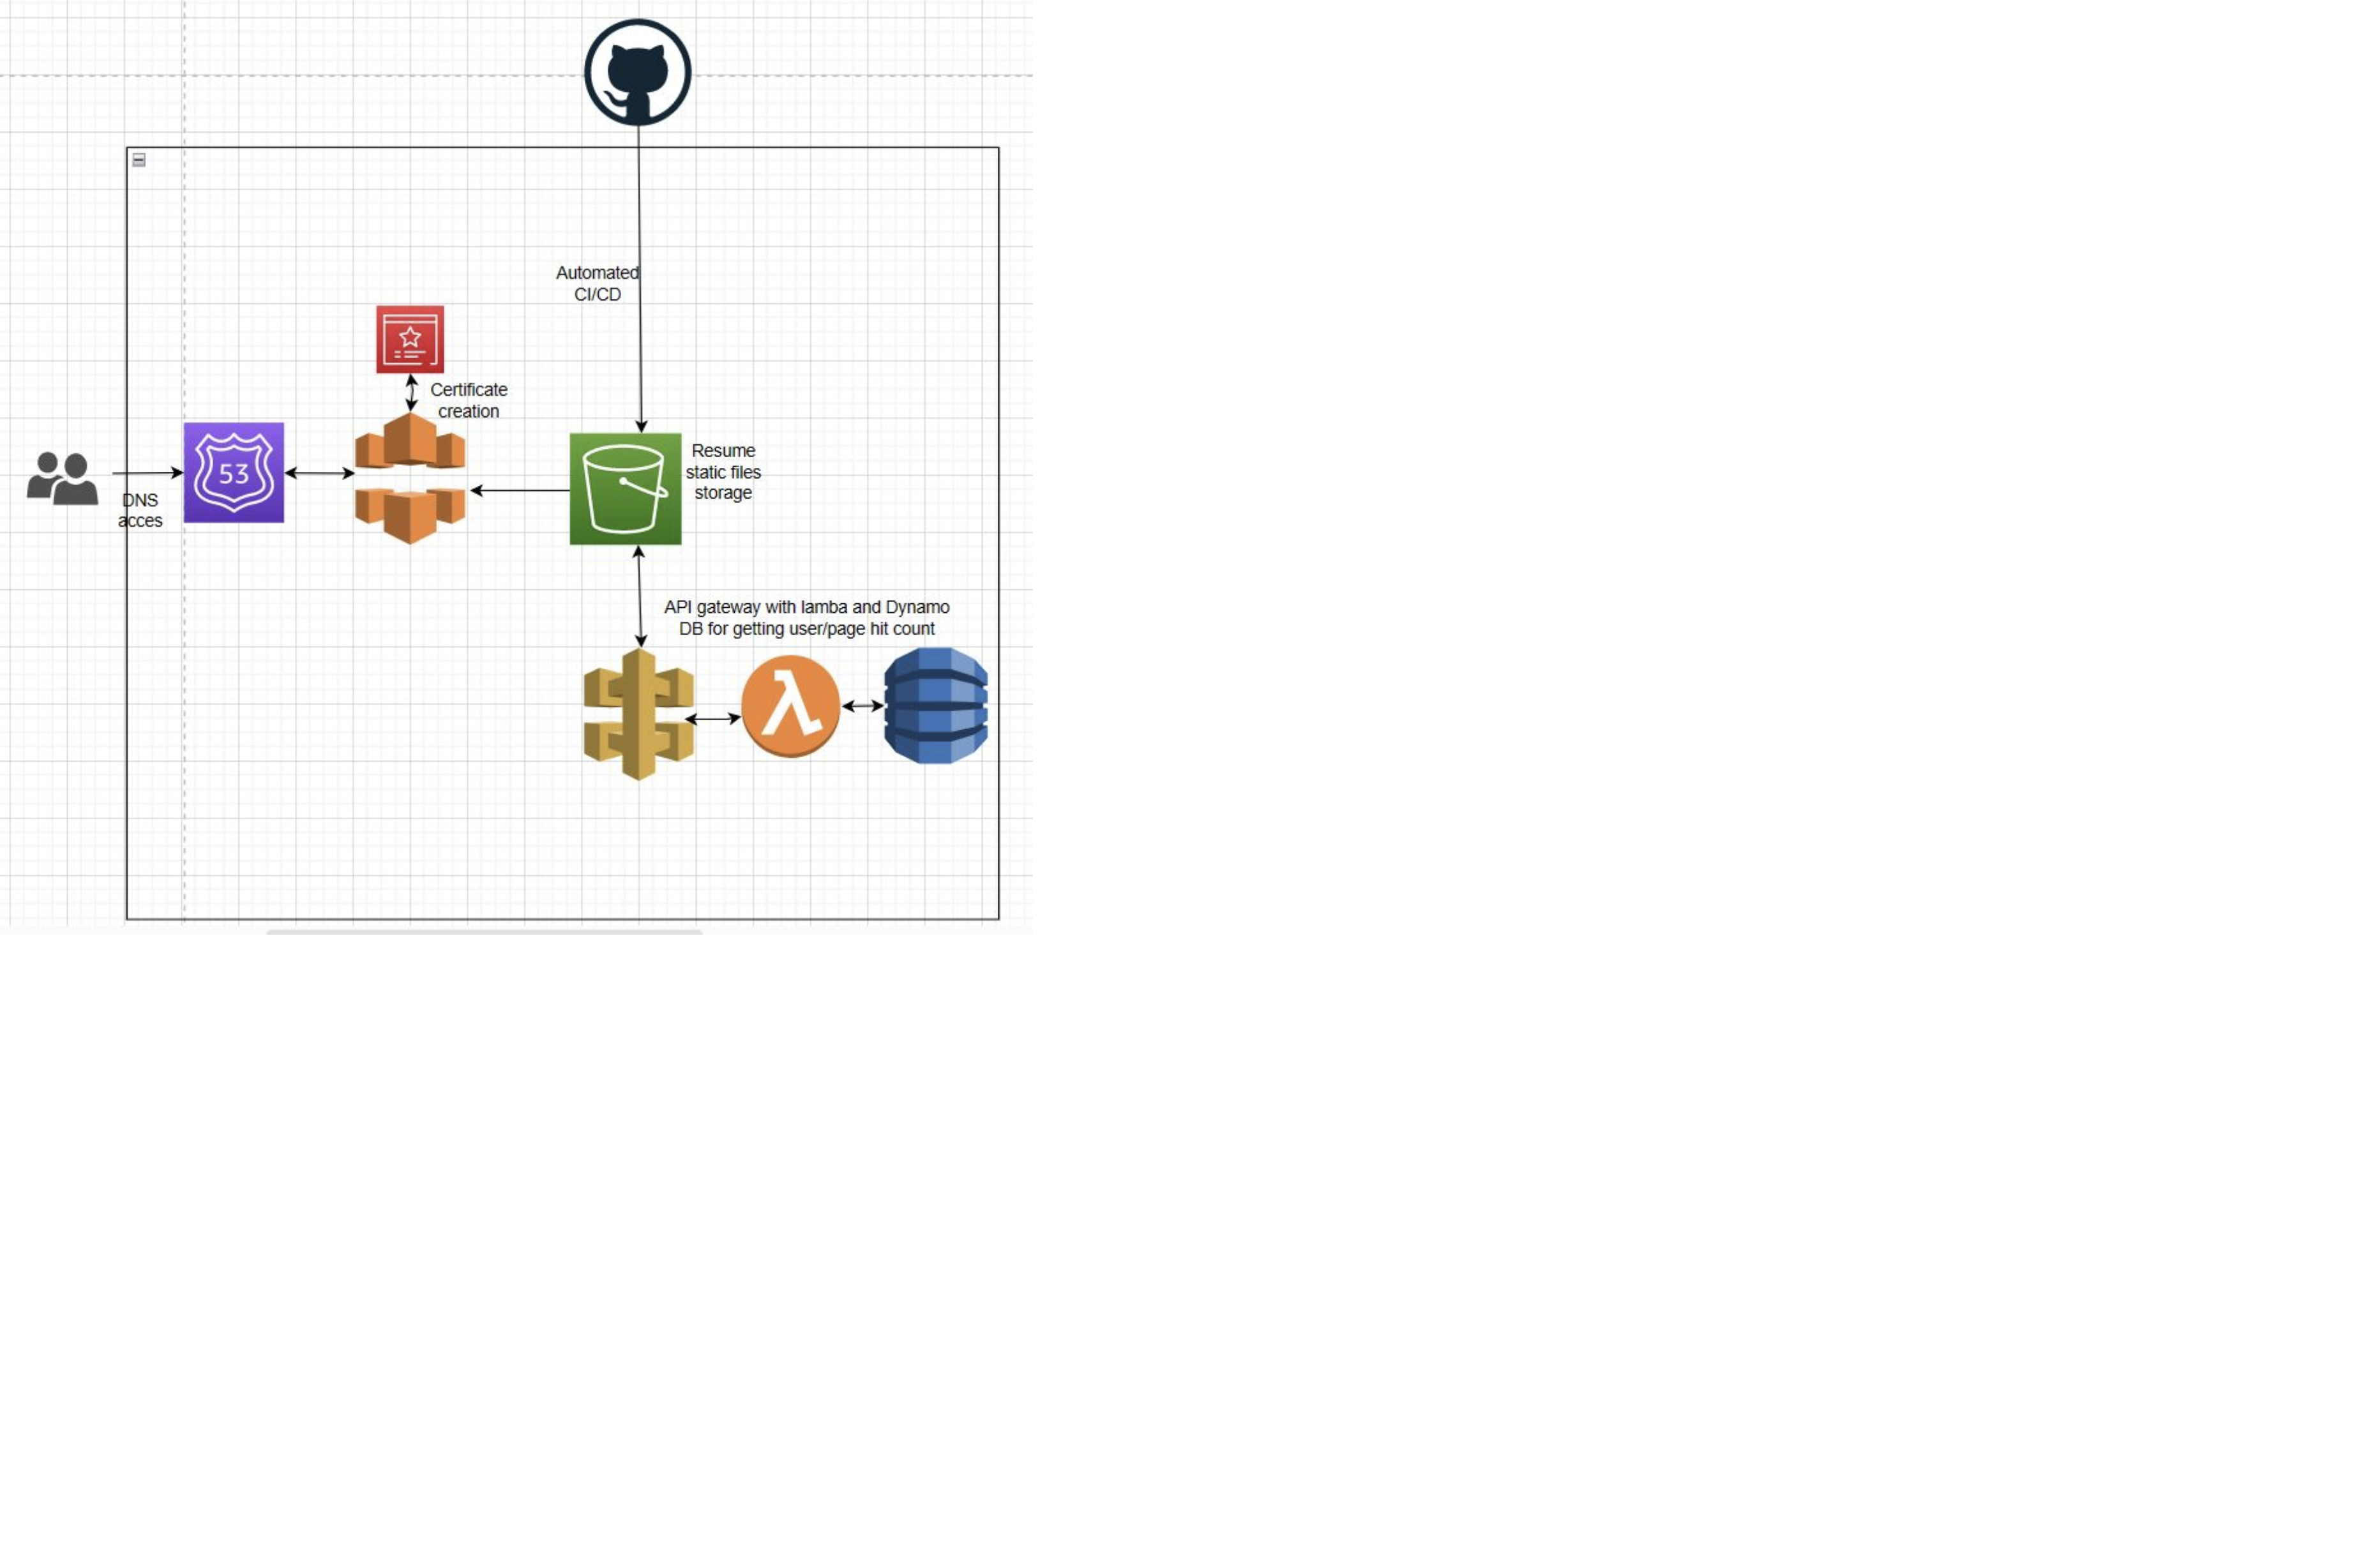 Automated
CI/CD
Certificate
creation
53
DNS
acces
Resume
static files
storage
API gateway with lamba and Dynamo
DB for getting user/page hit count